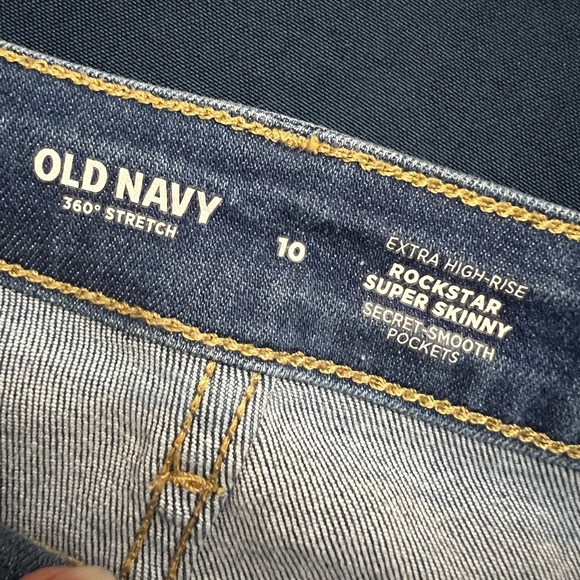 OLD NAVY
360° STRETCH
10
EXTRA HIGH-RISE
ROCKSTAR
SUPER SKINNY
SECRET-SMOOTH
POCKETS